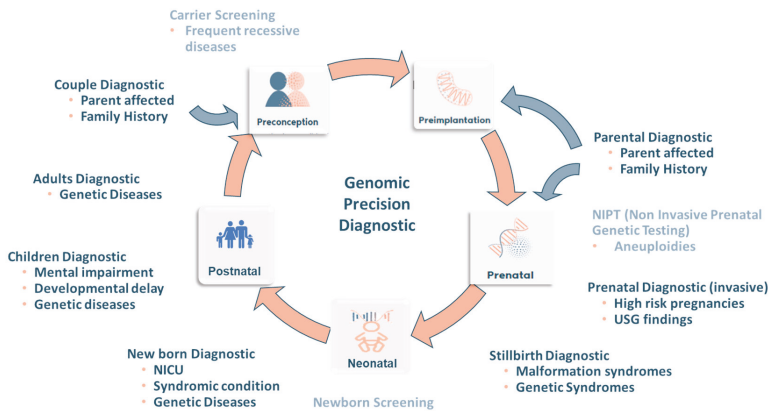 Carrier Screening
• Frequent recessive
diseases
Couple Diagnostic
• Parent affected
• Family History
Preconception
Preimplantation
Parental Diagnostic
• Parent affected
• Family History
Adults Diagnostic
• Genetic Diseases
Genomic
Precision
Diagnostic
NIPT (Non Invasive Prenatal
Genetic Testing)
• Aneuploidies
Children Diagnostic
• Mental impairment
• Developmental delay
• Genetic diseases
Postnatal
Prenatal
Prenatal Diagnostic (invasive)
• High risk pregnancies
• USG findings
New born Diagnostic
• NICU
• Syndromic condition
• Genetic Diseases
Neonatal
Newborn Screening
Stillbirth Diagnostic
• Malformation syndromes
• Genetic Syndromes